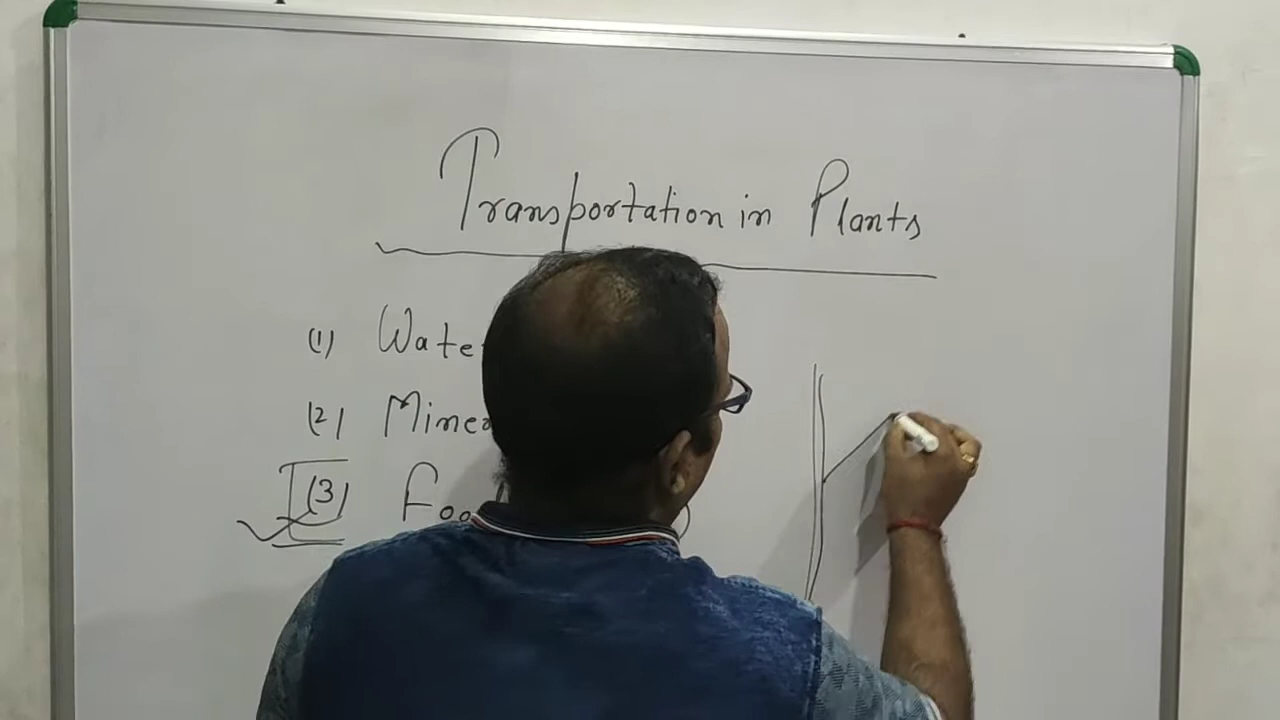 Transportation in Plants
(1) Wate
(2) Mine
(3) Foo